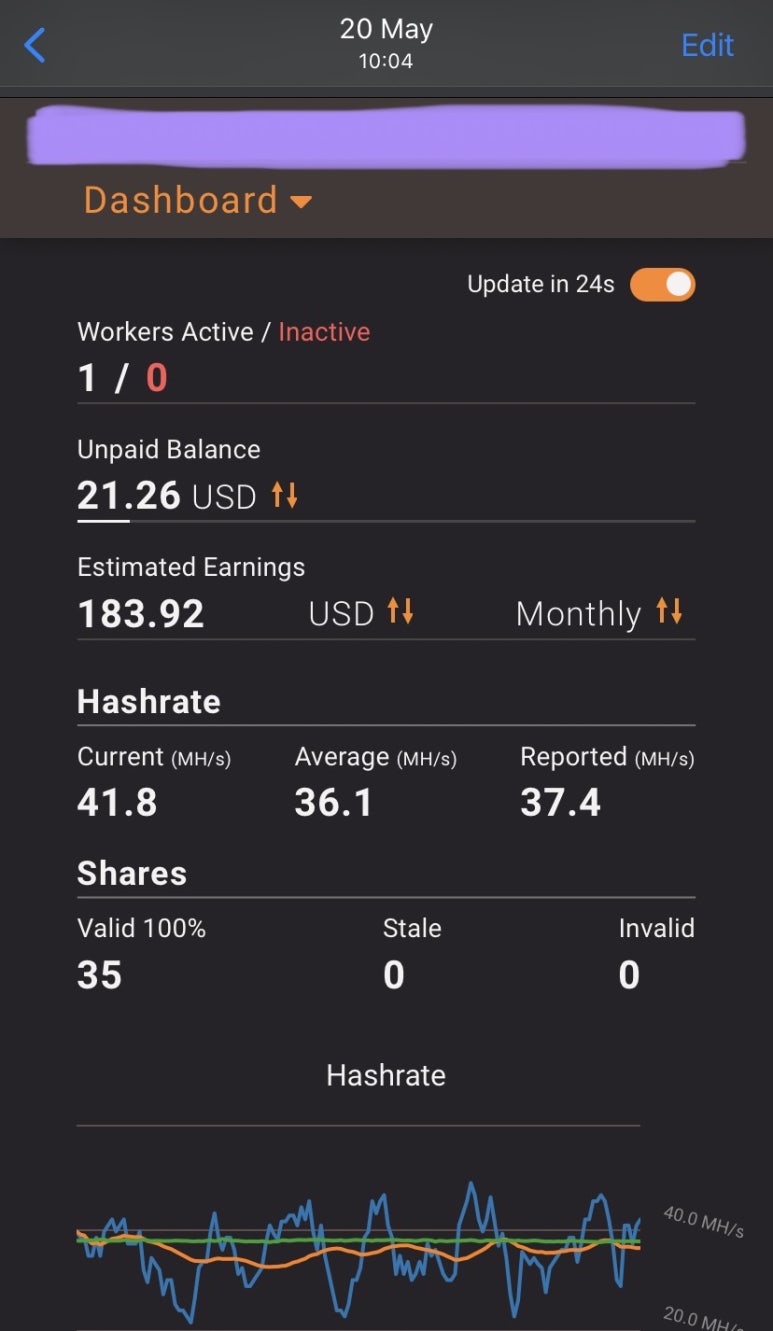 20 May
10:04
Edit
Dashboard
Update in 24s
Workers Active / Inactive
1 / 0
Unpaid Balance
21.26 USD
Estimated Earnings
183.92 USD Monthly
Hashrate
Current (MH/s) Average (MH/s) Reported (MH/s)
41.8 36.1 37.4
Shares
Valid 100% Stale Invalid
35 0 0
Hashrate
40.0 MH/s
20.0 MH/s